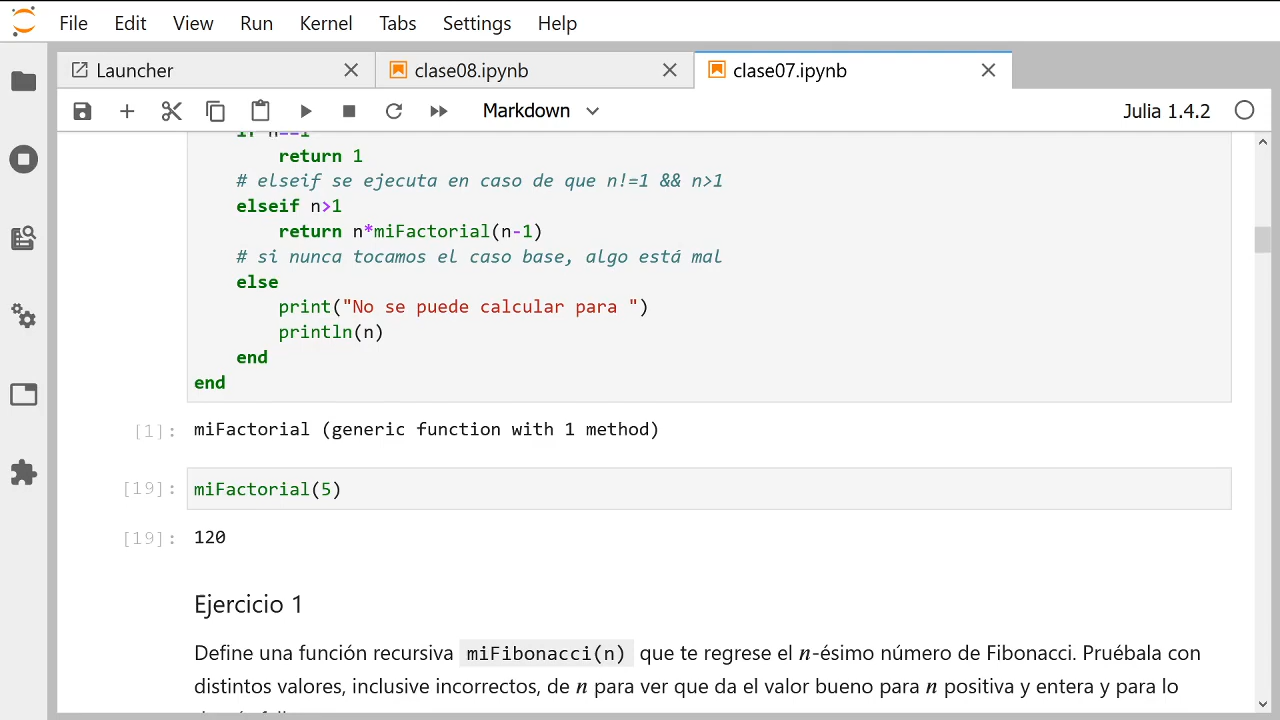 File Edit View Run Kernel Tabs Settings Help
Launcher clase08.ipynb clase07.ipynb
Markdown Julia 1.4.2
if n==1
return 1
# elseif se ejecuta en caso de que n!=1 && n>1
elseif n>1
return n*miFactorial(n-1)
# si nunca tocamos el caso base, algo está mal
else
print("No se puede calcular para ")
println(n)
end
end
[1]: miFactorial (generic function with 1 method)
[19]: miFactorial(5)
[19]: 120
Ejercicio 1
Define una función recursiva miFibonacci(n) que te regrese el n-ésimo número de Fibonacci. Pruébala con
distintos valores, inclusive incorrectos, de n para ver que da el valor bueno para n positiva y entera y para lo